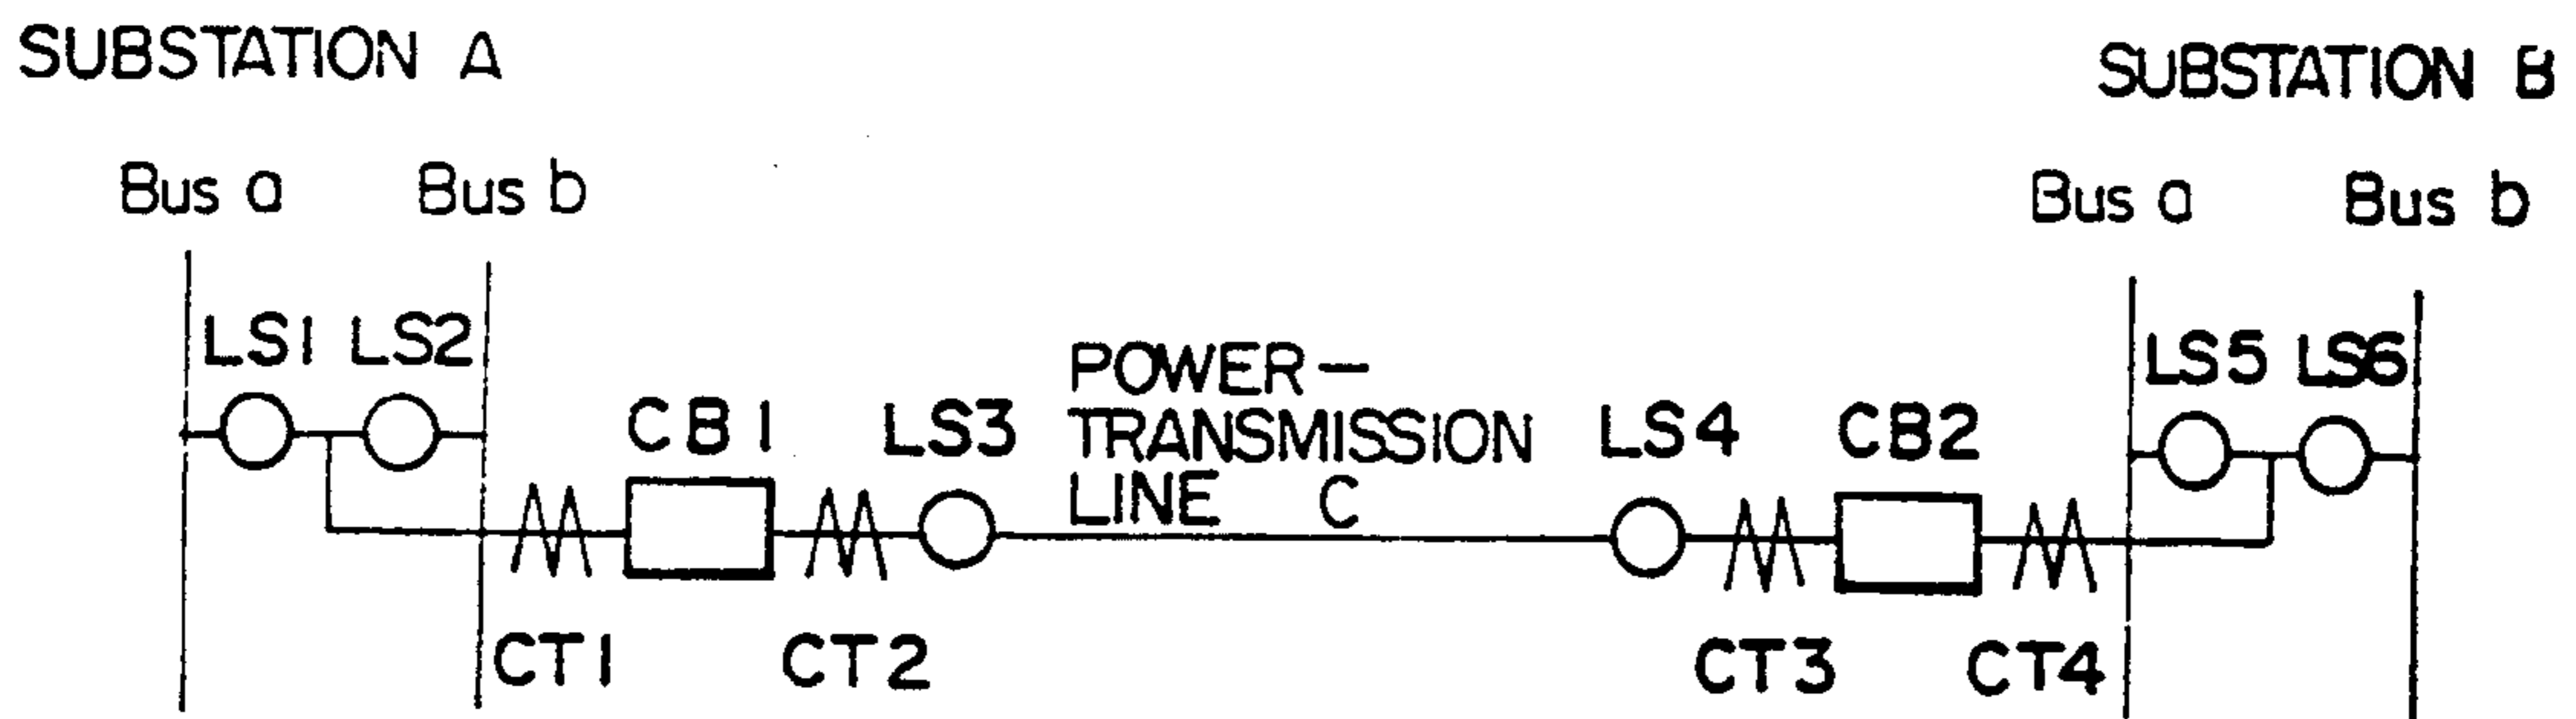 SUBSTATION A
SUBSTATION B
Bus a
Bus b
Bus a
Bus b
LS1
LS2
CB1
LS3
POWER-
TRANSMISSION
LINE C
LS4
CB2
LS5
LS6
CT1
CT2
CT3
CT4